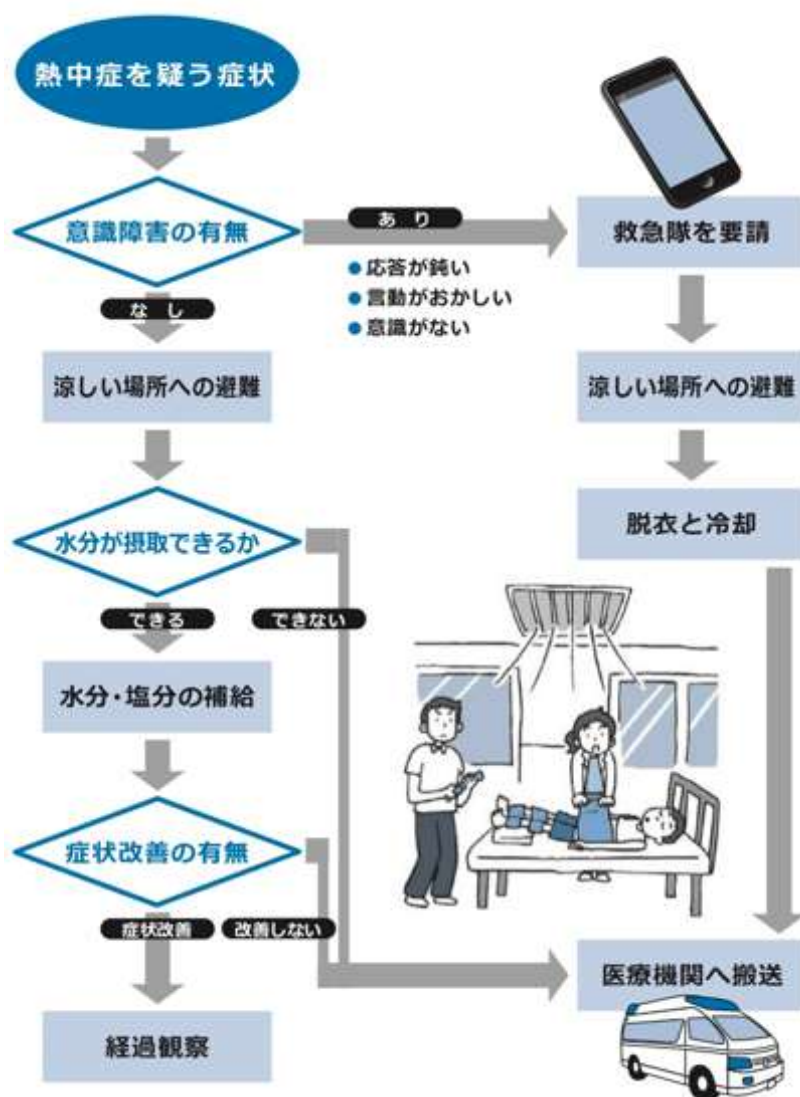 熱中症を疑う症状
意識障害の有無
あり
応答が鈍い
言動がおかしい
意識がない
救急隊を要請
なし
涼しい場所への避難
涼しい場所への避難
水分が摂取できるか
脱衣と冷却
できる
できない
水分・塩分の補給
症状改善の有無
症状改善
改善しない
医療機関へ搬送
経過観察